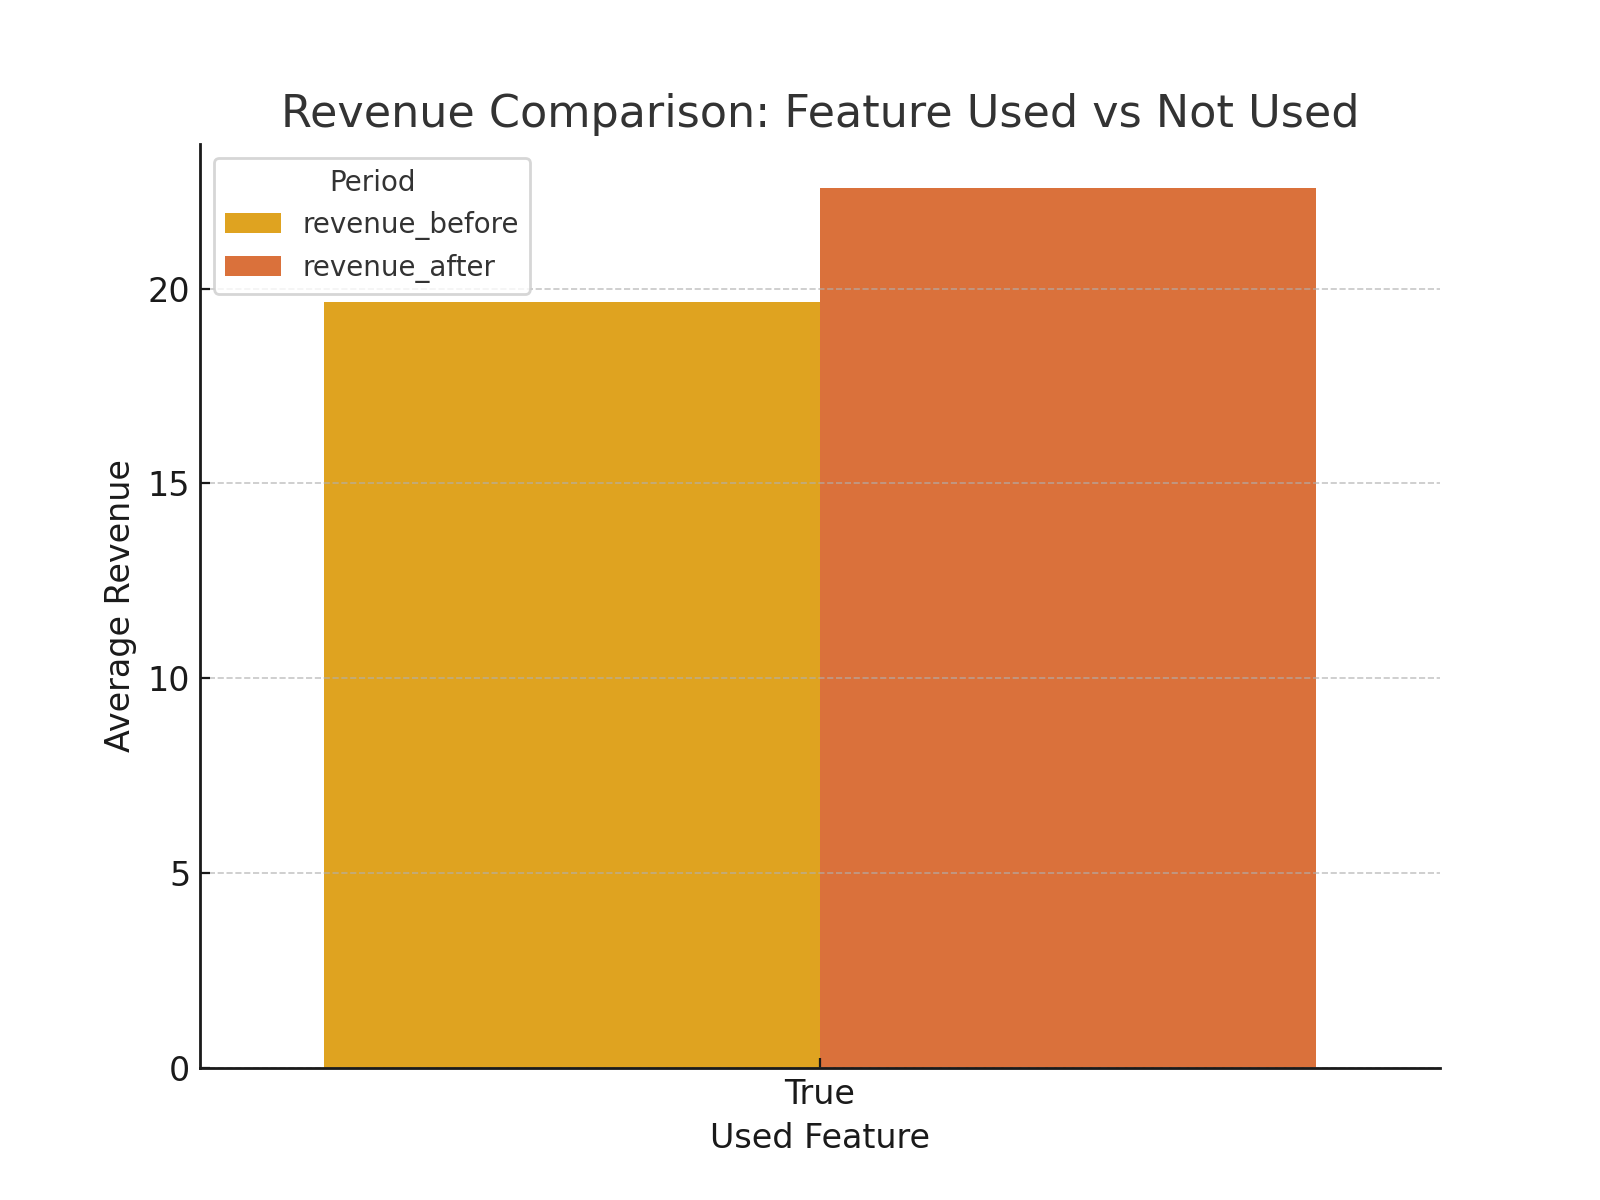 Revenue Comparison: Feature Used vs Not Used
Period
revenue_before
revenue_after
20
15
10
5
0
Average Revenue
True
Used Feature